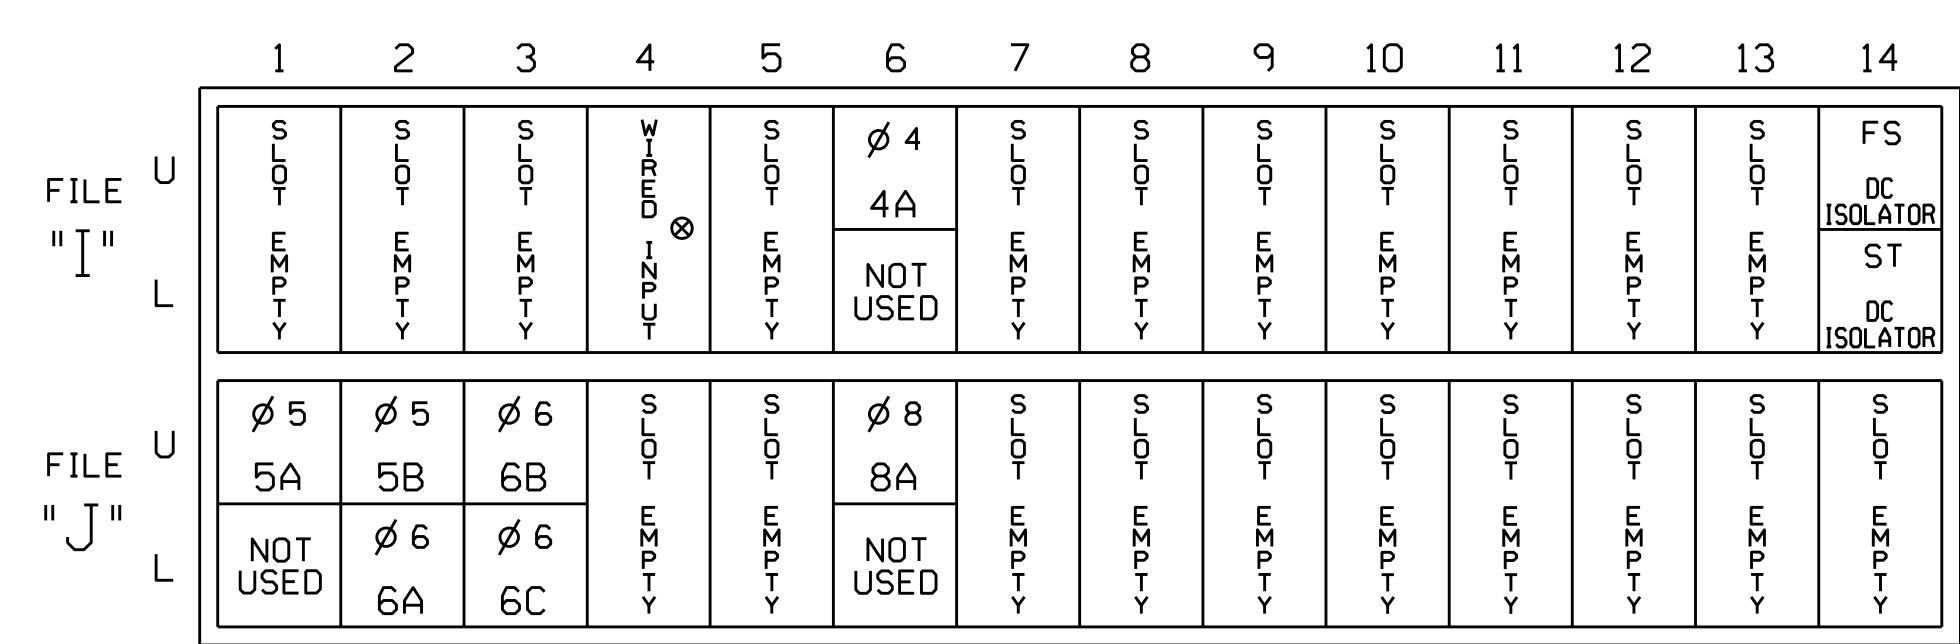 1 2 3 4 5 6 7 8 9 10 11 12 13 14
FILE "I"
U
L
SLOT EMPTY
SLOT EMPTY
SLOT EMPTY
WIRED INPUT ⊗
SLOT EMPTY
ø 4
4A
NOT
USED
SLOT EMPTY
SLOT EMPTY
SLOT EMPTY
SLOT EMPTY
SLOT EMPTY
SLOT EMPTY
SLOT EMPTY
FS
DC
ISOLATOR
ST
DC
ISOLATOR
FILE "J"
U
L
ø 5
5A
NOT
USED
ø 5
5B
ø 6
6A
ø 6
6B
ø 6
6C
SLOT EMPTY
SLOT EMPTY
ø 8
8A
NOT
USED
SLOT EMPTY
SLOT EMPTY
SLOT EMPTY
SLOT EMPTY
SLOT EMPTY
SLOT EMPTY
SLOT EMPTY
SLOT EMPTY